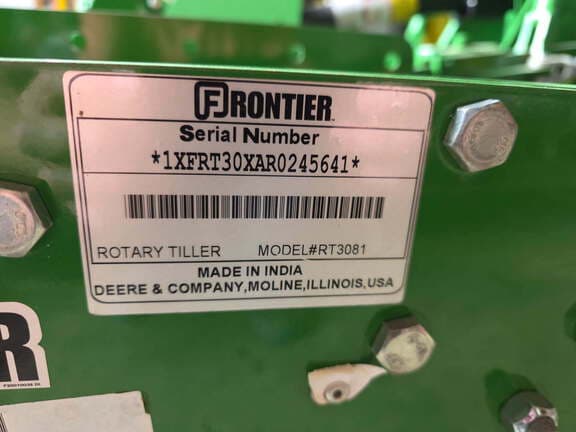 FRONTIER
Serial Number
*1XFRT30XAR0245641*
ROTARY TILLER MODEL#RT3081
MADE IN INDIA
DEERE & COMPANY,MOLINE,ILLINOIS,USA
R